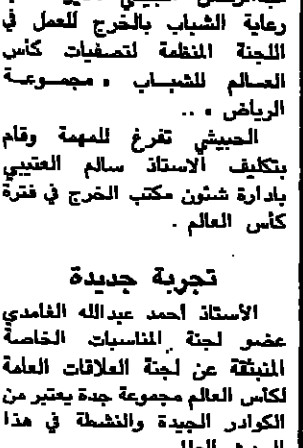 رعاية الشباب بالخرج للعمل في
اللجنة المنظمة لتصفيات كأس
العالم للشباب « مجموعة
الرياض » ..
الحبيشي تفرغ للمهمة وقام
بتكليف الاستاذ سالم العتيبي
بادارة شئون مكتب الخرج في فترة
كأس العالم .
تجربة جديدة
الأستاذ احمد عبدالله الغامدي
عضو لجنة المناسبات الخاصة
المنبثقة عن لجنة العلاقات العامة
لكأس العالم مجموعة جدة يعتبر من
الكوادر الجيدة والنشطة في هذا